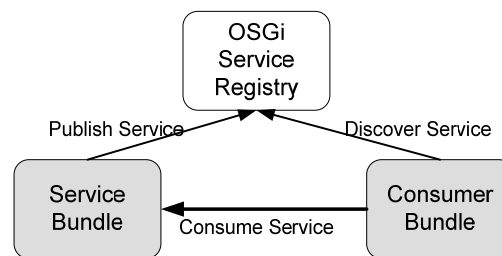 OSGi
Service
Registry
Publish Service
Discover Service
Service
Bundle
Consume Service
Consumer
Bundle